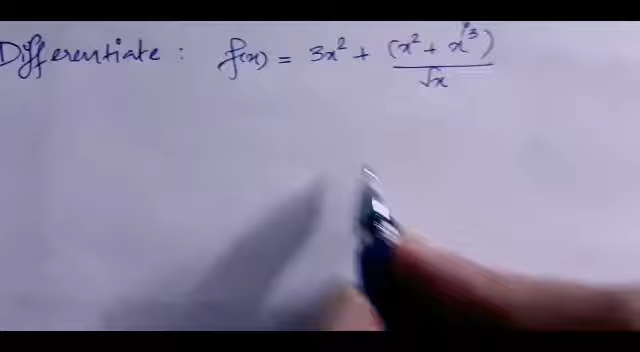 Differentiate : f(x) = 3x² + (x² + x^{1/3}) / √x